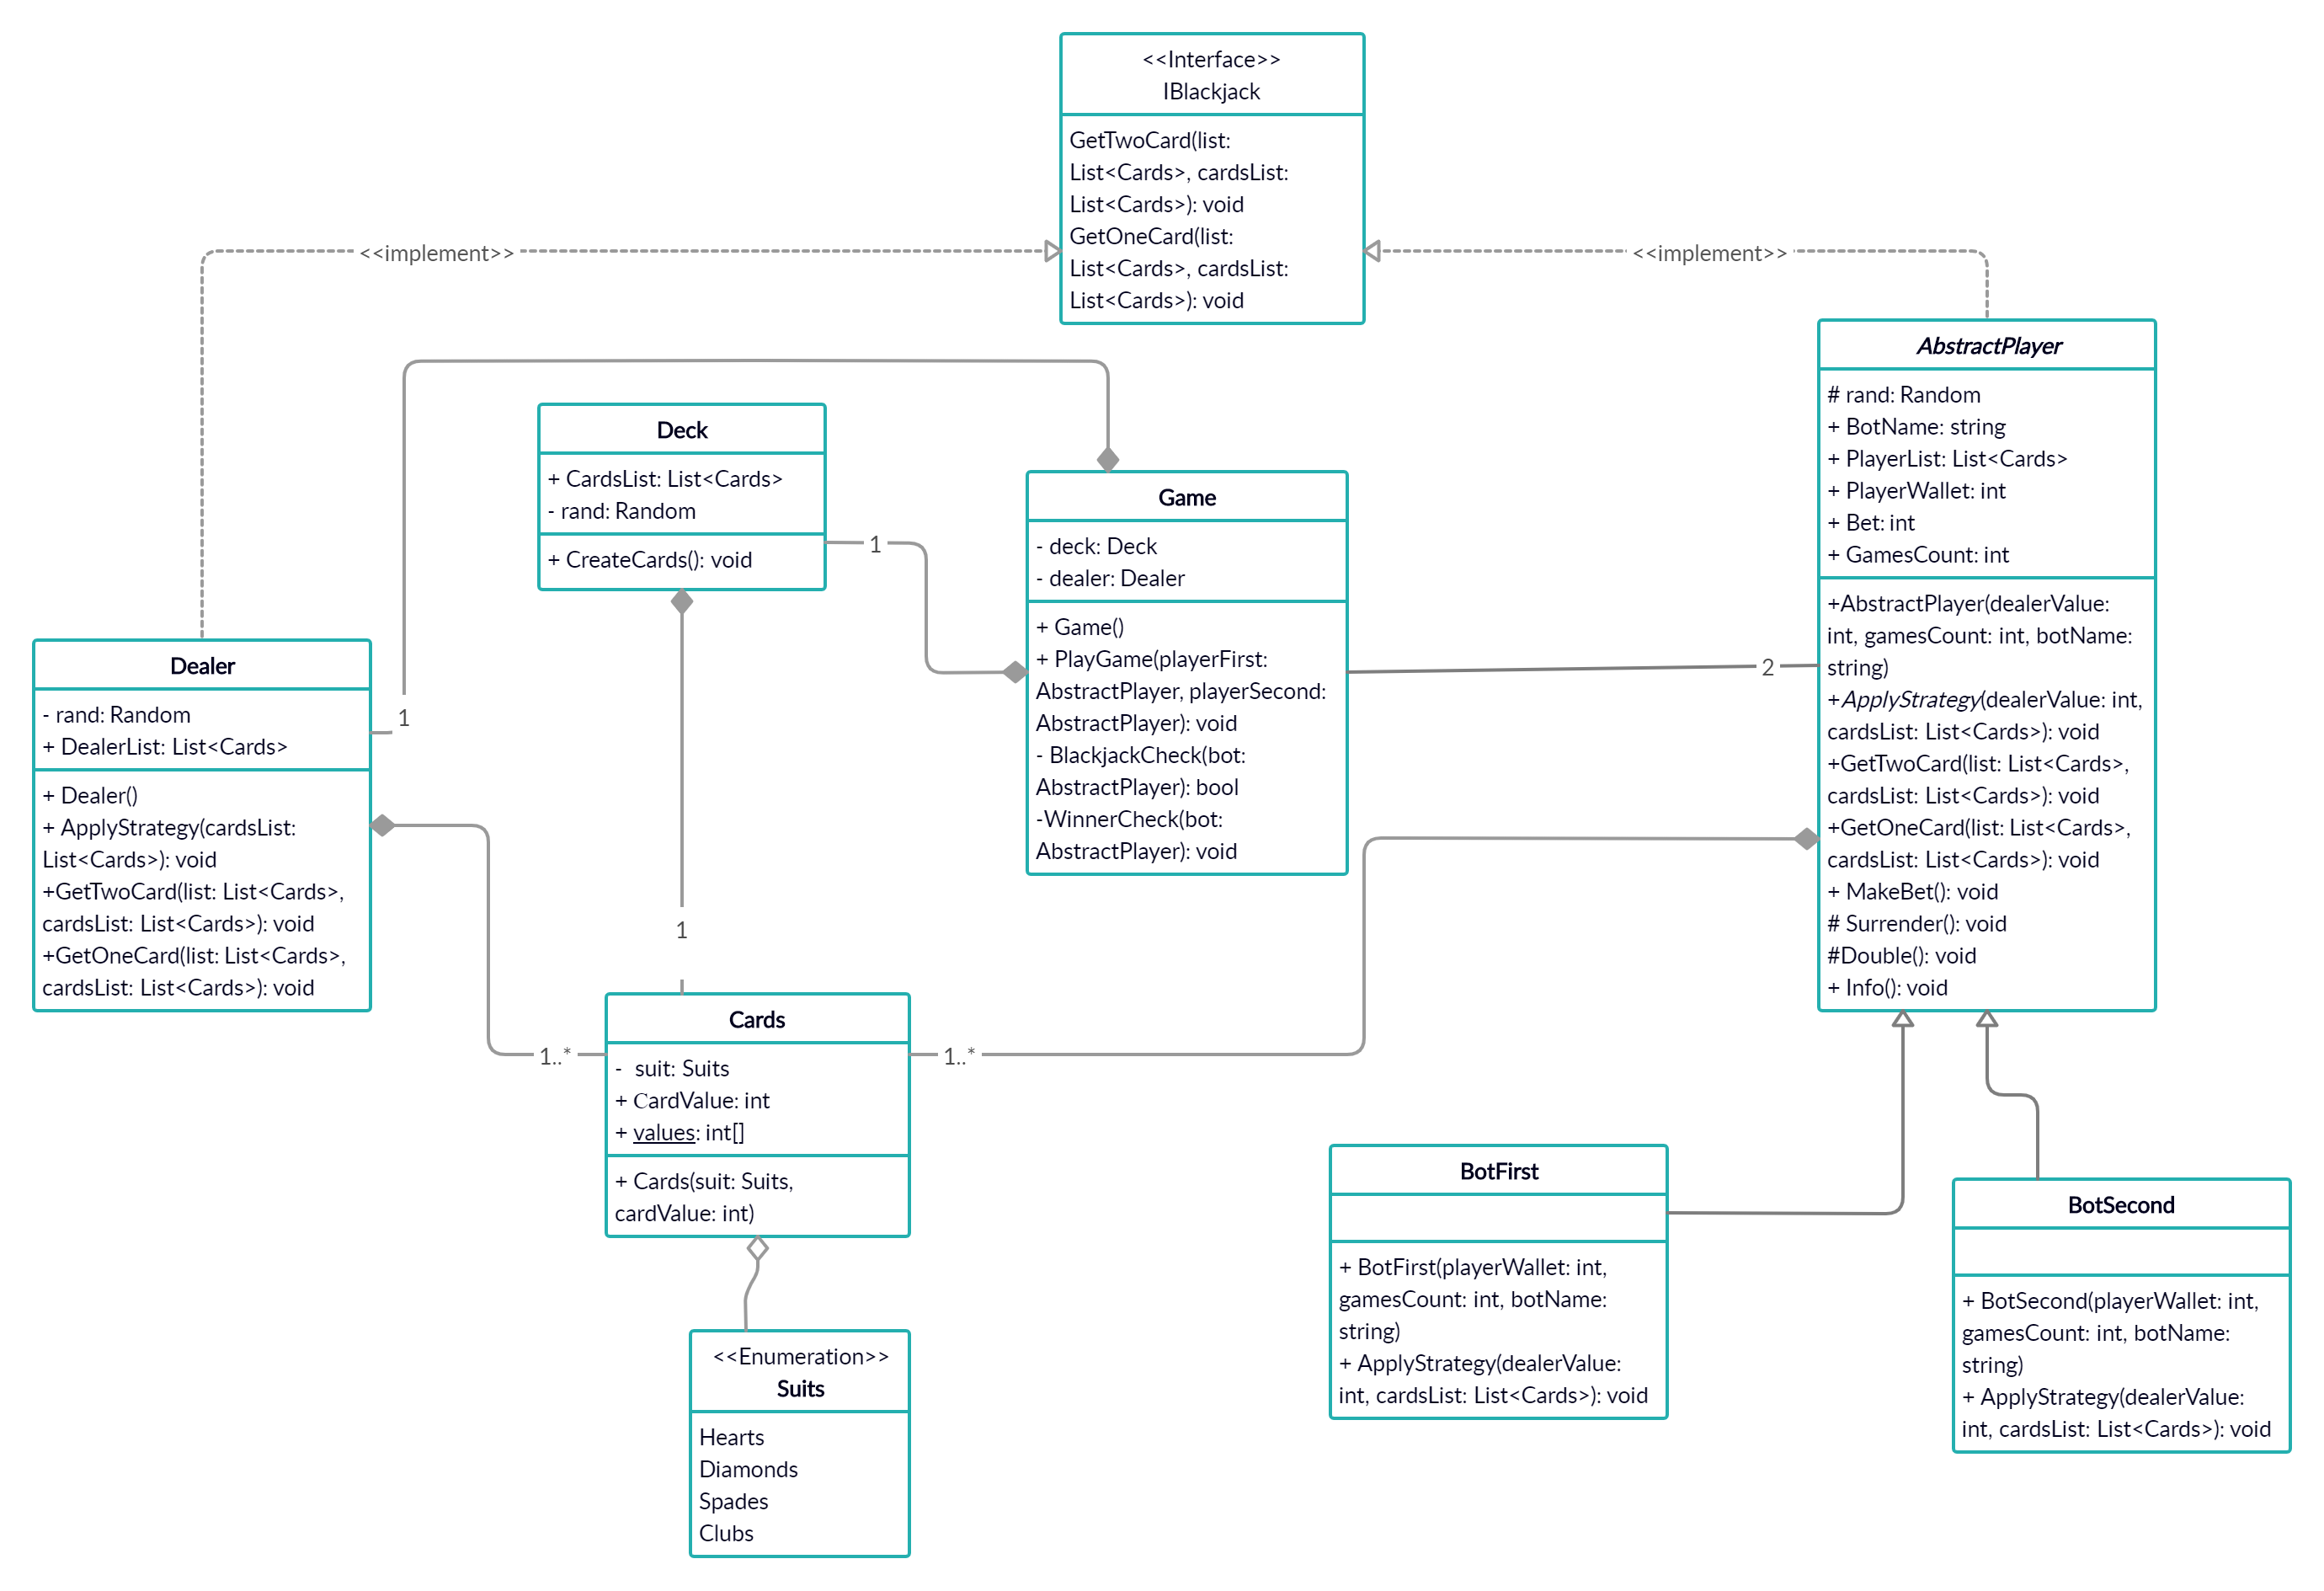 <<Interface>>
IBlackjack
GetTwoCard(list:
List<Cards>, cardsList:
List<Cards>): void
GetOneCard(list:
List<Cards>, cardsList:
List<Cards>): void
<<implement>>
<<implement>>
AbstractPlayer
# rand: Random
+ BotName: string
+ PlayerList: List<Cards>
+ PlayerWallet: int
+ Bet: int
+ GamesCount: int
+AbstractPlayer(dealerValue:
int, gamesCount: int, botName:
string)
+ApplyStrategy(dealerValue: int,
cardsList: List<Cards>): void
+GetTwoCard(list: List<Cards>,
cardsList: List<Cards>): void
+GetOneCard(list: List<Cards>,
cardsList: List<Cards>): void
+ MakeBet(): void
# Surrender(): void
#Double(): void
+ Info(): void
Deck
+ CardsList: List<Cards>
- rand: Random
+ CreateCards(): void
1
Game
- deck: Deck
- dealer: Dealer
+ Game()
+ PlayGame(playerFirst:
AbstractPlayer, playerSecond:
AbstractPlayer): void
- BlackjackCheck(bot:
AbstractPlayer): bool
-WinnerCheck(bot:
AbstractPlayer): void
2
Dealer
- rand: Random
+ DealerList: List<Cards>
+ Dealer()
+ ApplyStrategy(cardsList:
List<Cards>): void
+GetTwoCard(list: List<Cards>,
cardsList: List<Cards>): void
+GetOneCard(list: List<Cards>,
cardsList: List<Cards>): void
1
1
1..*
1..*
Cards
- suit: Suits
+ CardValue: int
+ values: int[]
+ Cards(suit: Suits,
cardValue: int)
<<Enumeration>>
Suits
Hearts
Diamonds
Spades
Clubs
BotFirst
+ BotFirst(playerWallet: int,
gamesCount: int, botName:
string)
+ ApplyStrategy(dealerValue:
int, cardsList: List<Cards>): void
BotSecond
+ BotSecond(playerWallet: int,
gamesCount: int, botName:
string)
+ ApplyStrategy(dealerValue:
int, cardsList: List<Cards>): void